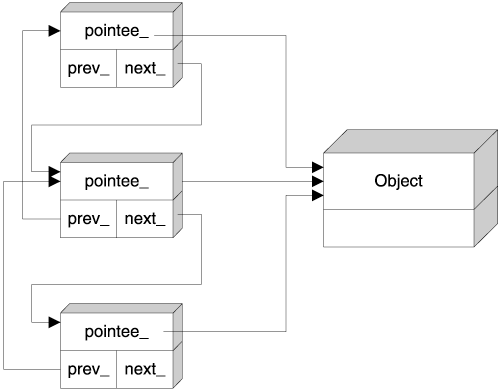 pointee_
prev_ next_
Object
pointee_
prev_ next_
pointee_
prev_ next_